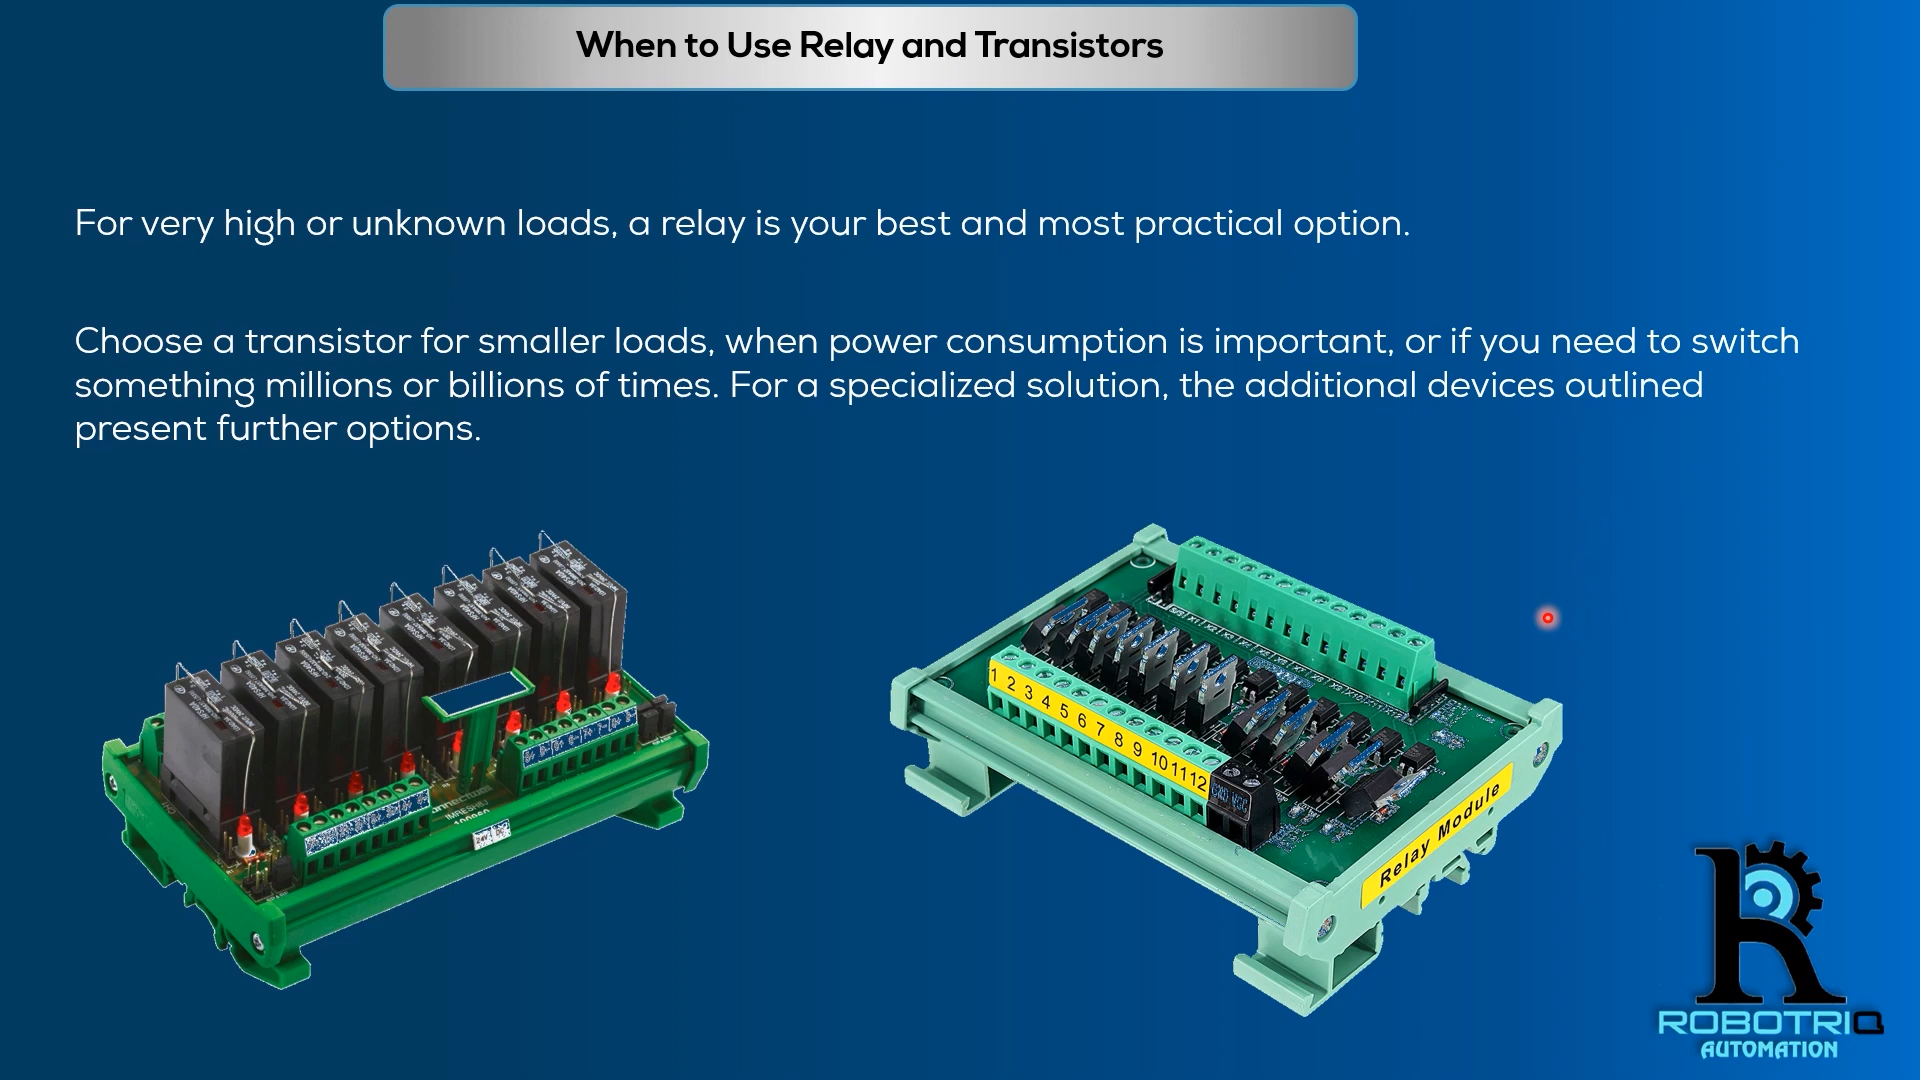 When to Use Relay and Transistors
For very high or unknown loads, a relay is your best and most practical option.
Choose a transistor for smaller loads, when power consumption is important, or if you need to switch
something millions or billions of times. For a specialized solution, the additional devices outlined
present further options.
1 2 3 4 5 6 7 8 9 10 11 12
Relay Module
ROBOTRIQ
AUTOMATION